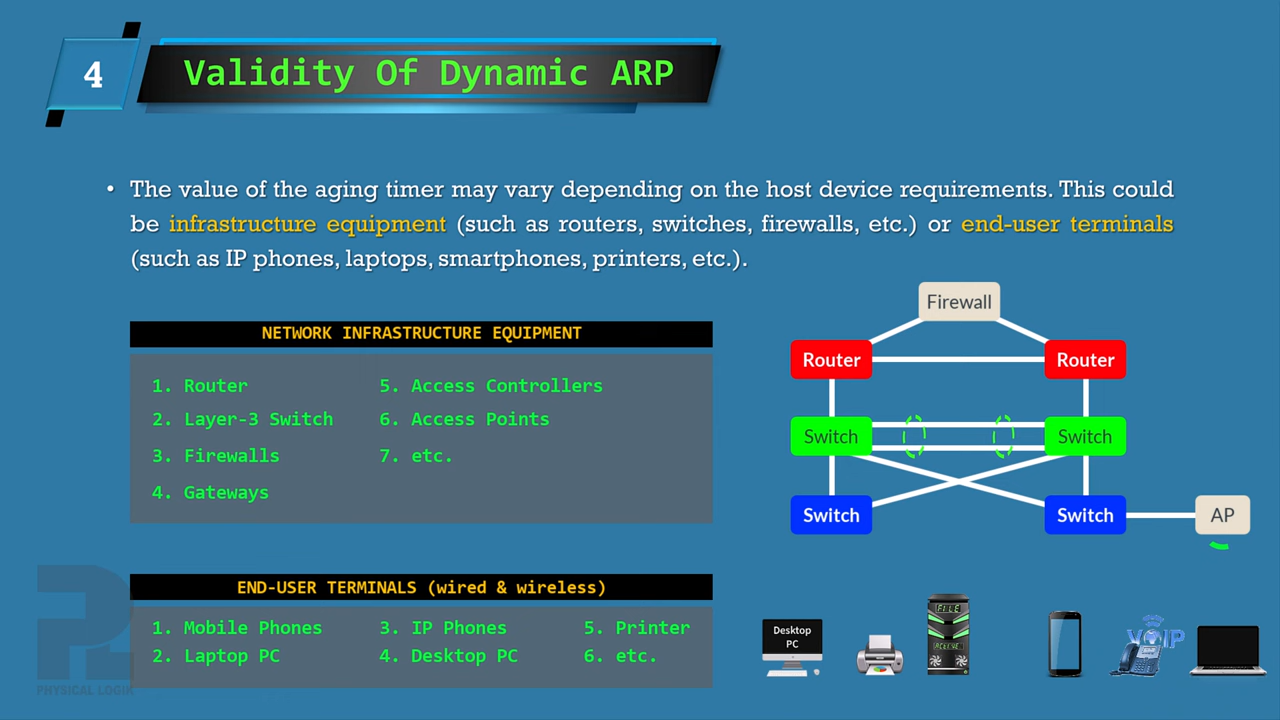 4
Validity Of Dynamic ARP
• The value of the aging timer may vary depending on the host device requirements. This could
be infrastructure equipment (such as routers, switches, firewalls, etc.) or end-user terminals
(such as IP phones, laptops, smartphones, printers, etc.).
NETWORK INFRASTRUCTURE EQUIPMENT
1. Router
2. Layer-3 Switch
3. Firewalls
4. Gateways
5. Access Controllers
6. Access Points
7. etc.
END-USER TERMINALS (wired & wireless)
1. Mobile Phones
2. Laptop PC
3. IP Phones
4. Desktop PC
5. Printer
6. etc.
Firewall
Router
Router
Switch
Switch
Switch
Switch
AP
Desktop
PC
FILE
VOIP
PHYSICAL LOGIK